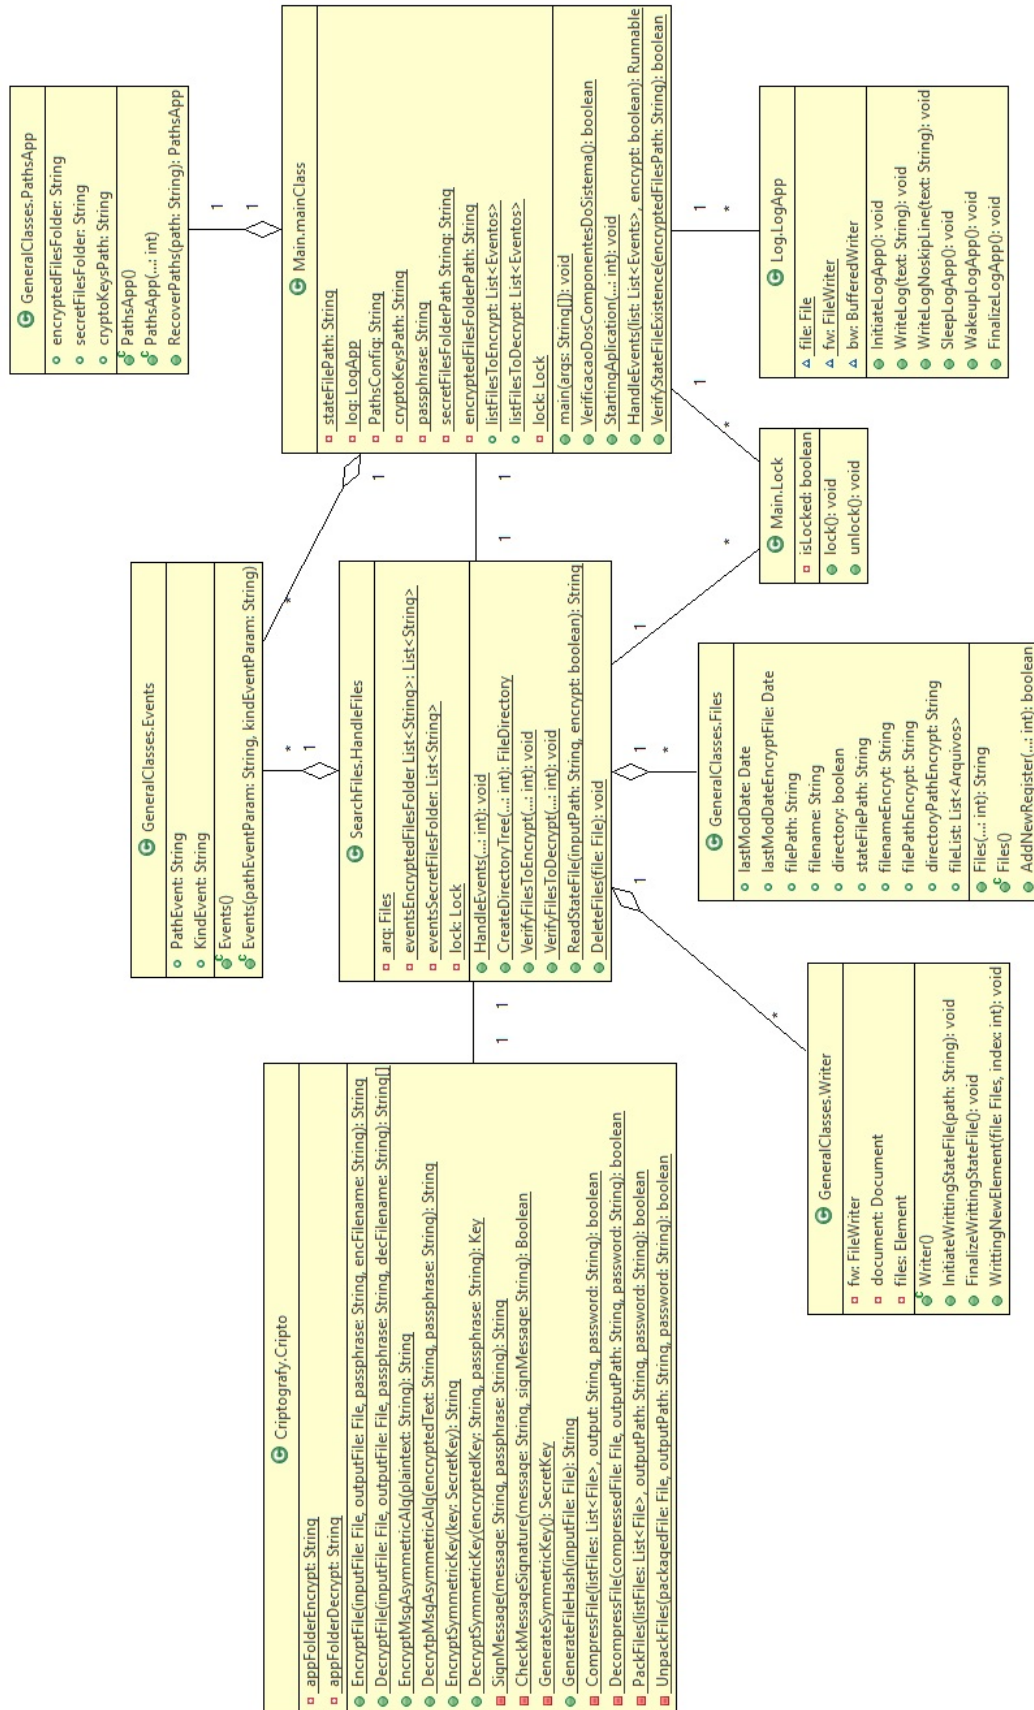 GeneralClasses.PathsApp
encryptedFilesFolder: String
secretFilesFolder: String
cryptoKeysPath: String
PathsApp()
PathsApp(...: int)
RecoverPaths(path: String): PathsApp
1
1
Main.mainClass
stateFilePath: String
log: LogApp
PathsConfig: String
cryptoKeysPath: String
passphrase: String
secretFilesFolderPath String: String
encryptedFilesFolderPath: String
listFilesToEncrypt: List<Eventos>
listFilesToDecrypt: List<Eventos>
lock: Lock
main(args: String[]): void
VerificacaoDosComponentesDoSistema(): boolean
StartingAplication(...: int): void
HandleEvents(list: List<Events>, encrypt: boolean): Runnable
VerifyStateFileExistence(encryptedFilesPath: String): boolean
1
*
Log.LogApp
file: File
fw: FileWriter
bw: BufferedWriter
InitiateLogApp(): void
WriteLog(text: String): void
WriteLogNoskipLine(text: String): void
SleepLogApp(): void
WakeupLogApp(): void
FinalizeLogApp(): void
GeneralClasses.Events
PathEvent: String
KindEvent: String
Events()
Events(pathEventParam: String, kindEventParam: String)
*
1
*
1
SearchFiles.HandleFiles
arq: Files
eventsEncryptedFilesFolder List<String>: List<String>
eventsSecretFilesFolder: List<String>
lock: Lock
HandleEvents(...: int): void
CreateDirectoryTree(...: int): FileDirectory
VerifyFilesToEncrypt(...: int): void
VerifyFilesToDecrypt(...: int): void
ReadStateFile(inputPath: String, encrypt: boolean): String
DeleteFiles(file: File): void
1
1
1
*
1
*
Main.Lock
isLocked: boolean
lock(): void
unlock(): void
1
*
GeneralClasses.Files
lastModDate: Date
lastModDateEncryptFile: Date
filePath: String
filename: String
directory: boolean
stateFilePath: String
filenameEncryt: String
filePathEncrypt: String
directoryPathEncrypt: String
fileList: List<Arquivos>
Files(...: int): String
Files()
AddNewRegister(...: int): boolean
1
*
Criptografy.Cripto
appFolderEncrypt: String
appFolderDecrypt: String
EncryptFile(inputFile: File, outputFile: File, passphrase: String, encFilename: String): String
DecryptFile(inputFile: File, outputFile: File, passphrase: String, decFilename: String): String[]
EncryptMsgAsymmetricAlg(plaintext: String): String
DecrytpMsgAsymmetricAlg(encryptedText: String, passphrase: String): String
EncryptSymmetricKey(key: SecretKey): String
DecryptSymmetricKey(encryptedKey: String, passphrase: String): Key
SignMessage(message: String, passphrase: String): String
CheckMessageSignature(message: String, signMessage: String): Boolean
GenerateSymmetricKey(): SecretKey
GenerateFileHash(inputFile: File): String
CompressFile(listFiles: List<File>, output: String, password: String): boolean
DecompressFile(compressedFile: File, outputPath: String, password: String): boolean
PackFiles(listFiles: List<File>, outputPath: String, password: String): boolean
UnpackFiles(packagedFile: File, outputPath: String, password: String): boolean
1
1
GeneralClasses.Writer
fw: FileWriter
document: Document
files: Element
Writer()
InitiateWrittingStateFile(path: String): void
FinalizeWrittingStateFile(): void
WrittingNewElement(file: Files, index: int): void